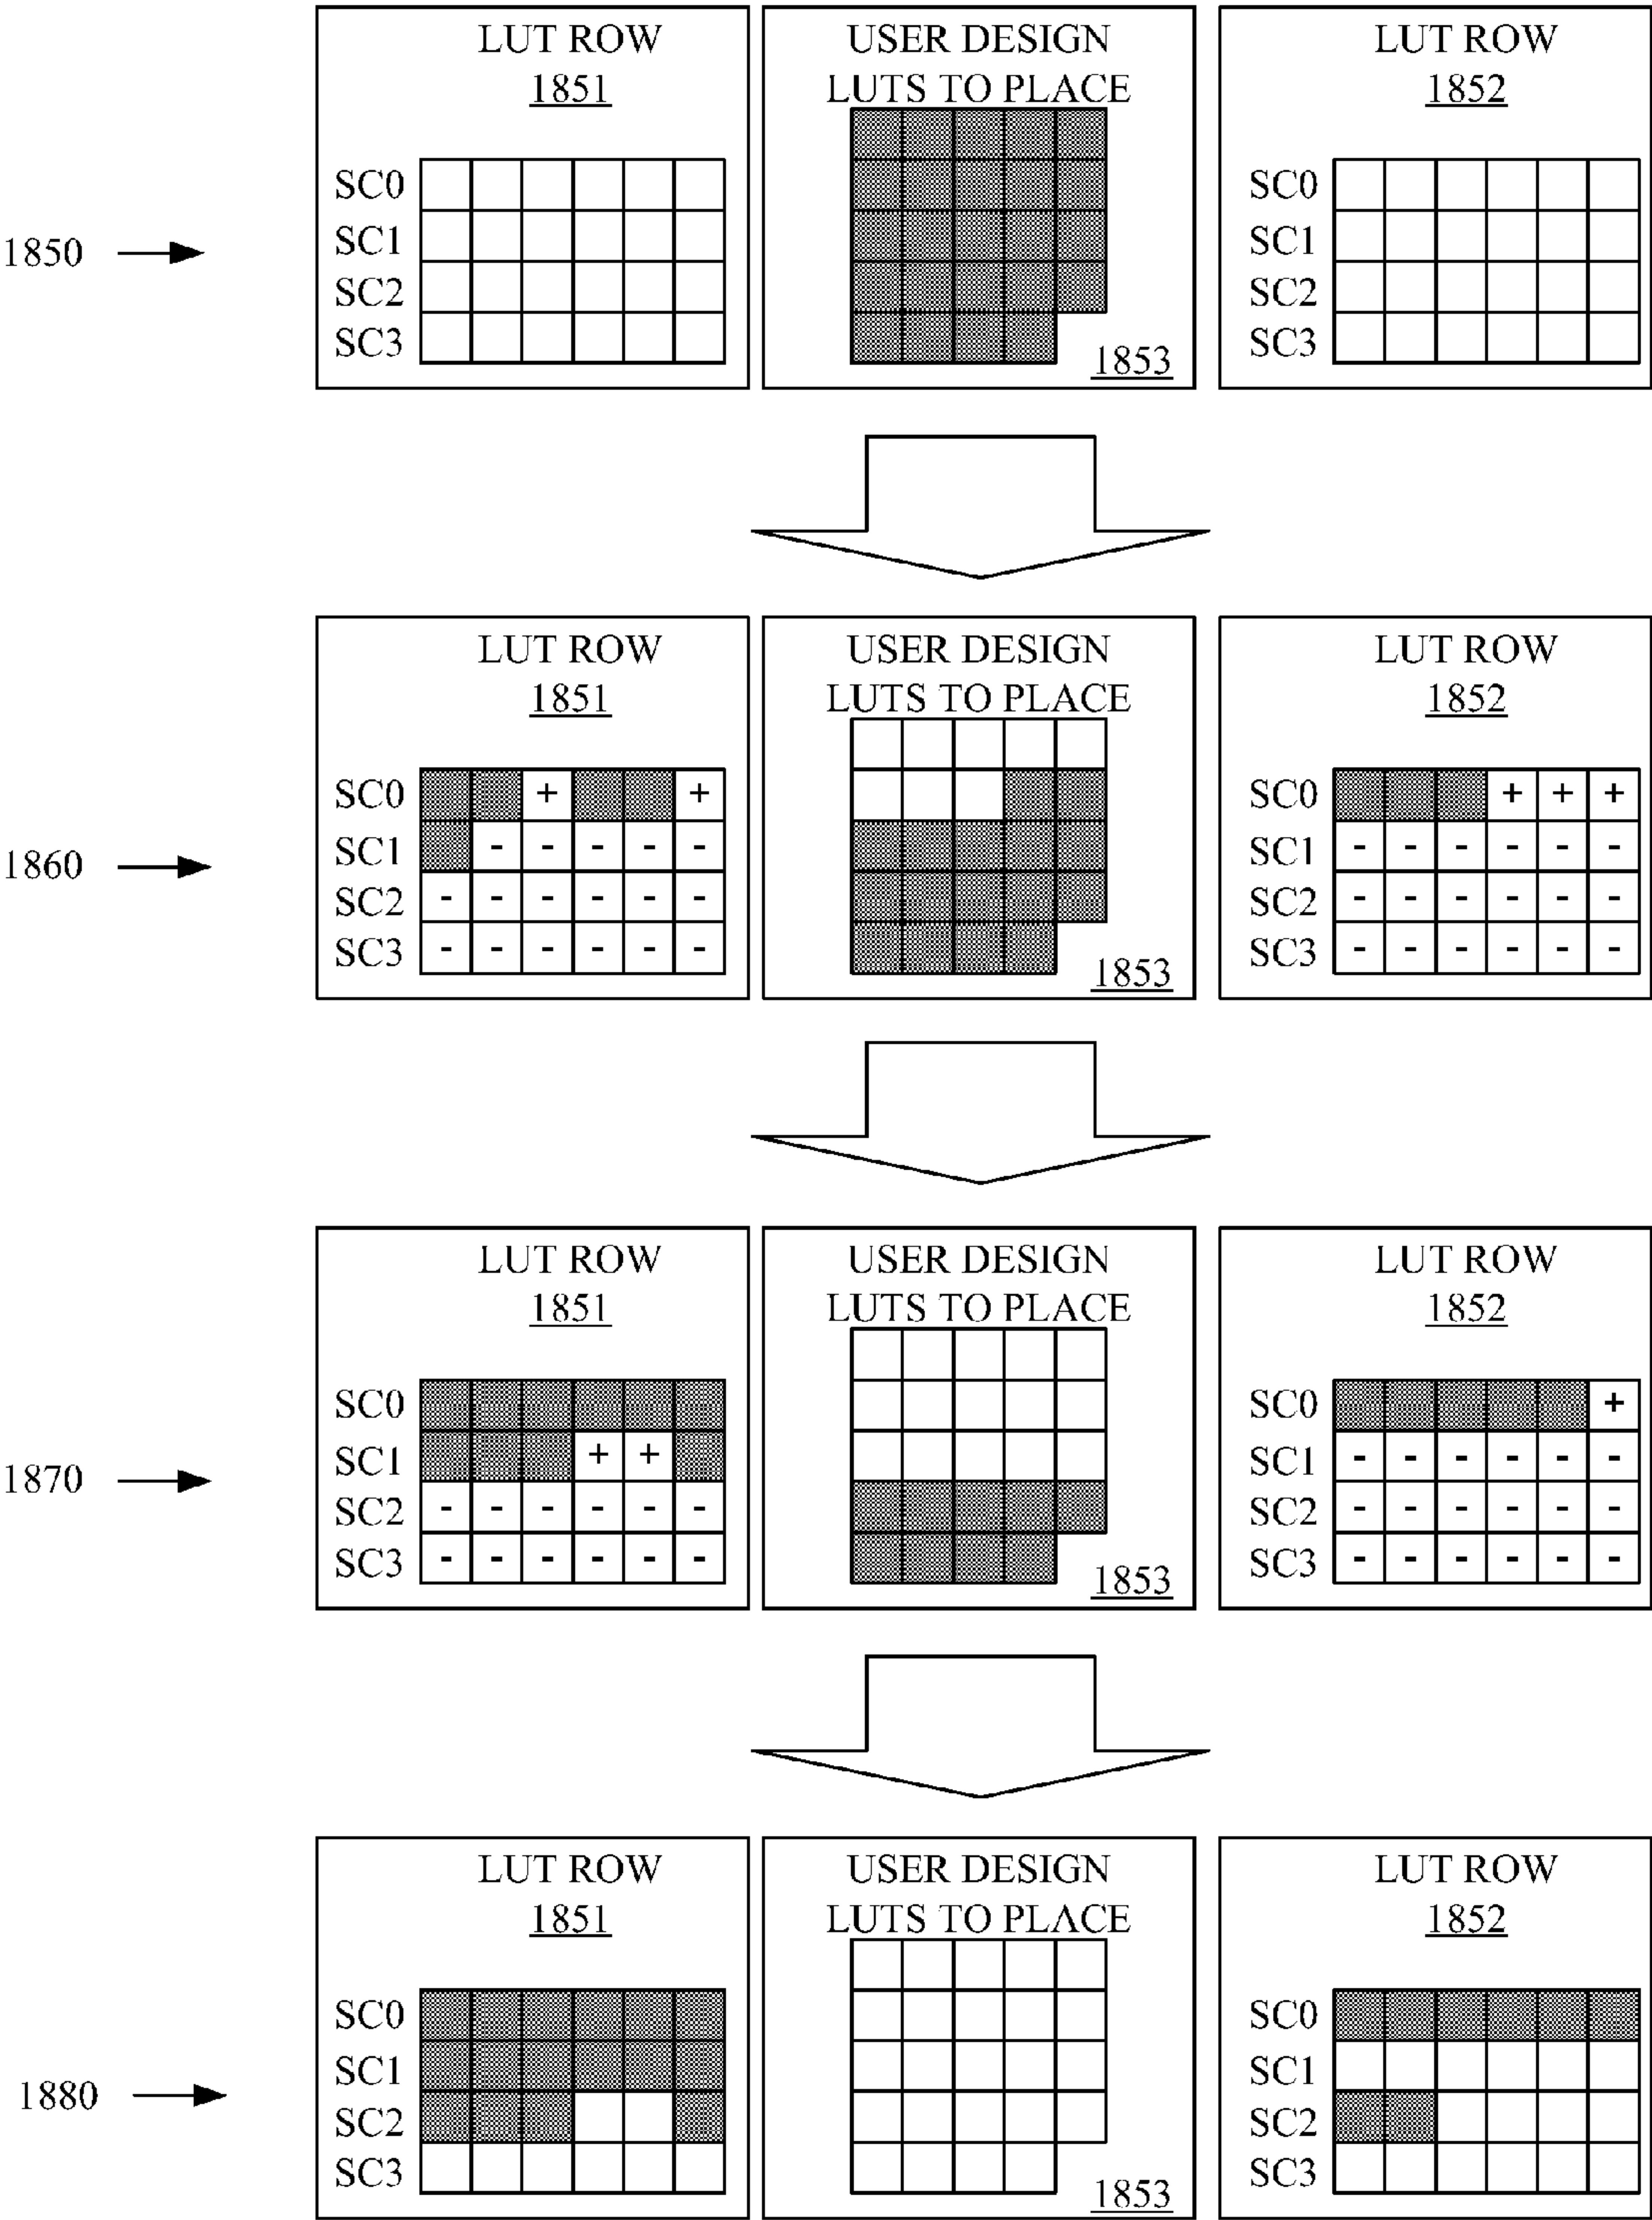 LUT ROW
1851
USER DESIGN
LUTS TO PLACE
LUT ROW
1852
1850
SC0
SC1
SC2
SC3
1853
SC0
SC1
SC2
SC3
LUT ROW
1851
USER DESIGN
LUTS TO PLACE
LUT ROW
1852
1860
SC0 + +
SC1 - - - - -
SC2 - - - - - -
SC3 - - - - - -
1853
SC0 + + +
SC1 - - - - - -
SC2 - - - - - -
SC3 - - - - - -
LUT ROW
1851
USER DESIGN
LUTS TO PLACE
LUT ROW
1852
1870
SC0
SC1 + +
SC2 - - - - - -
SC3 - - - - - -
1853
SC0 +
SC1 - - - - - -
SC2 - - - - - -
SC3 - - - - - -
LUT ROW
1851
USER DESIGN
LUTS TO PLACE
LUT ROW
1852
1880
SC0
SC1
SC2
SC3
1853
SC0
SC1
SC2
SC3